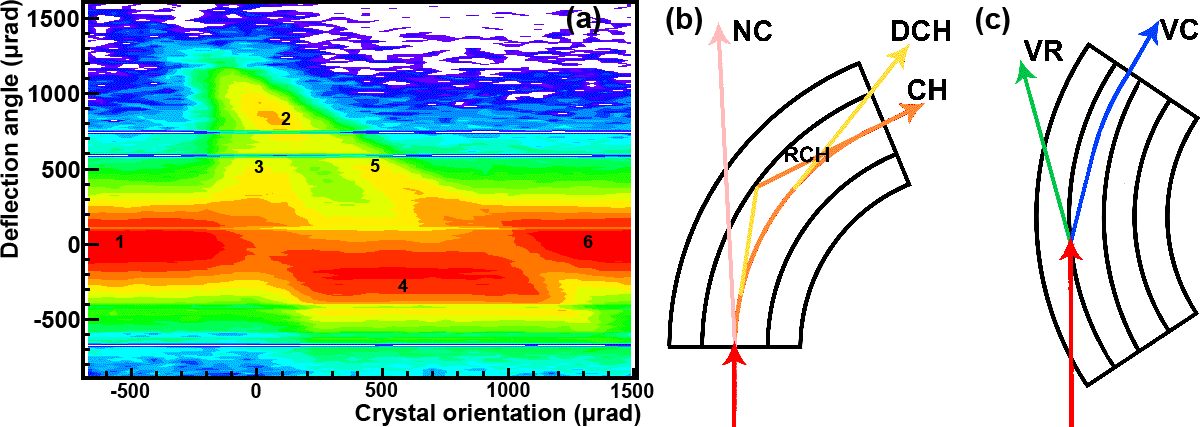 (a)
Deflection angle (µrad)
1500
1000
500
0
-500
2
3
5
1
6
4
-500
0
500
1000
1500
Crystal orientation (µrad)
(b)
NC
DCH
CH
RCH
(c)
VR
VC